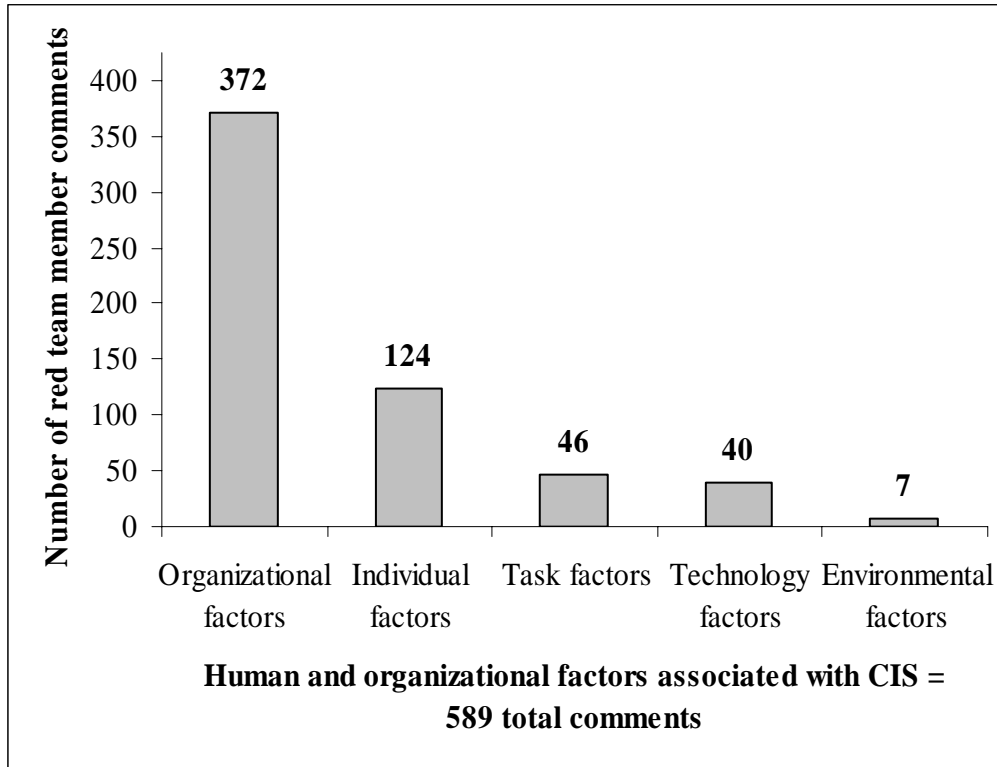 Number of red team member comments
400
350
300
250
200
150
100
50
0
372
124
46
40
7
Organizational factors
Individual factors
Task factors
Technology factors
Environmental factors
Human and organizational factors associated with CIS =
589 total comments